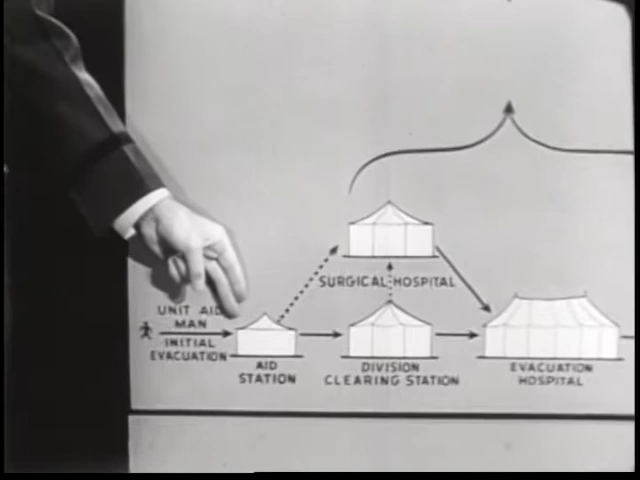 SURGICAL HOSPITAL
UNIT AID
MAN
INITIAL
EVACUATION
AID
STATION
DIVISION
CLEARING STATION
EVACUATION
HOSPITAL